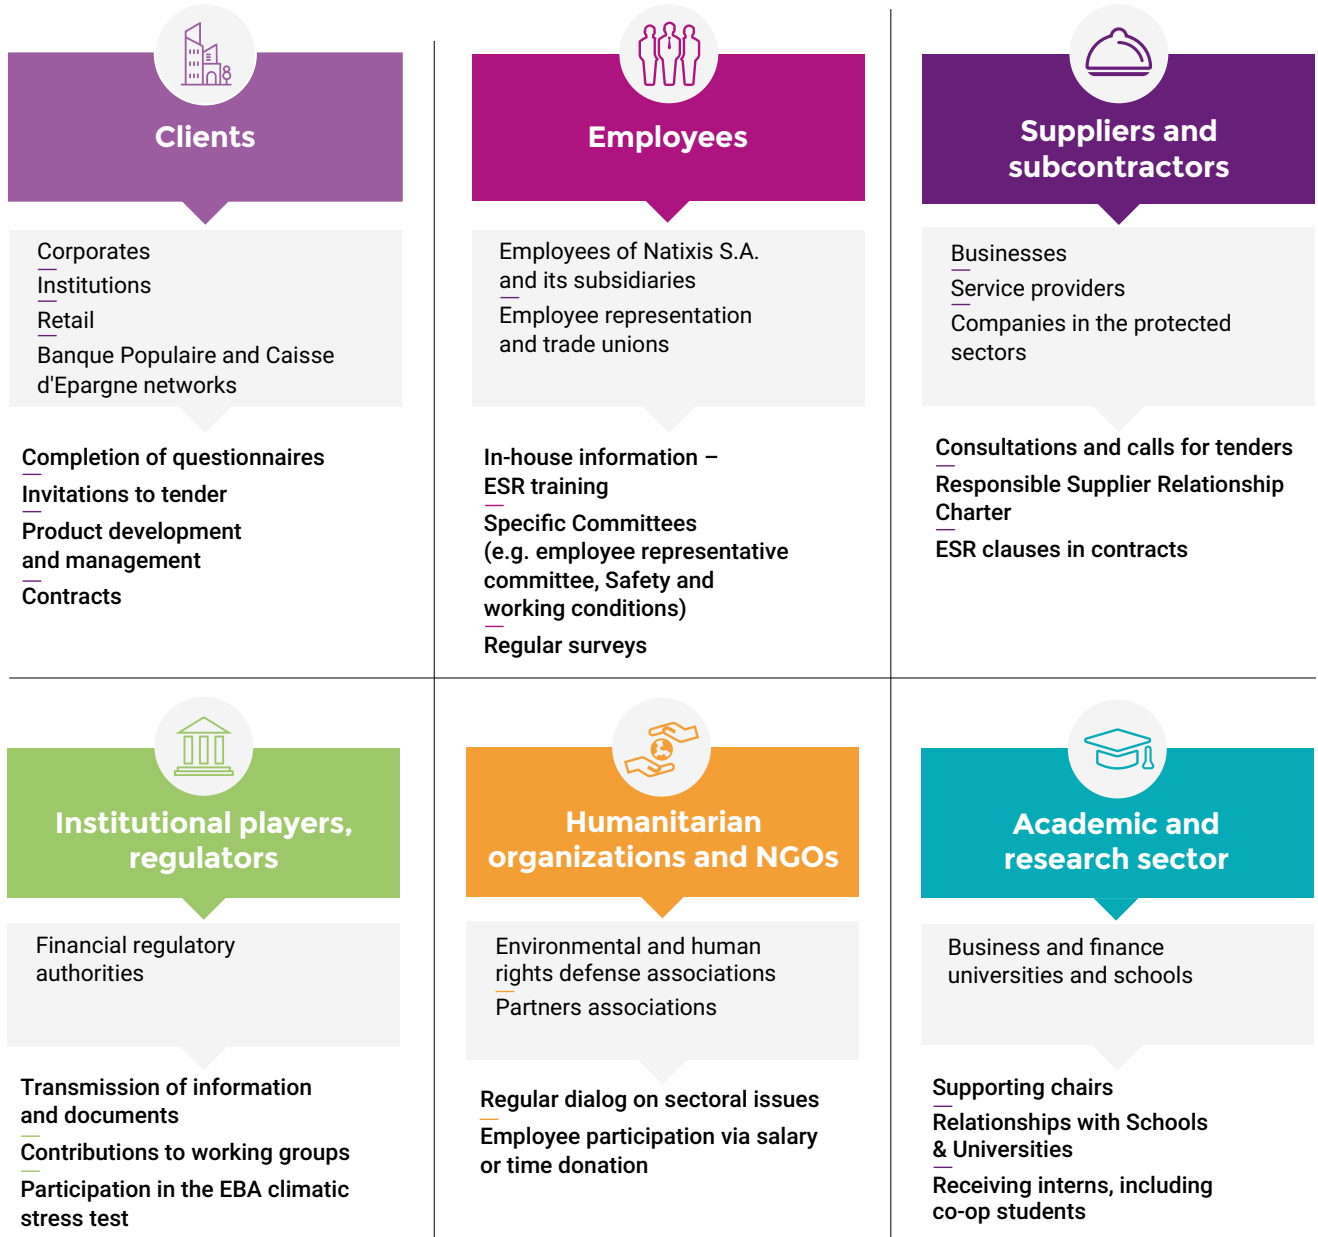 Clients
Corporates
Institutions
Retail
Banque Populaire and Caisse
d'Epargne networks
Completion of questionnaires
Invitations to tender
Product development
and management
Contracts
Employees
Employees of Natixis S.A.
and its subsidiaries
Employee representation
and trade unions
In-house information –
ESR training
Specific Committees
(e.g. employee representative
committee, Safety and
working conditions)
Regular surveys
Suppliers and
subcontractors
Businesses
Service providers
Companies in the protected
sectors
Consultations and calls for tenders
Responsible Supplier Relationship
Charter
ESR clauses in contracts
Institutional players,
regulators
Financial regulatory
authorities
Transmission of information
and documents
Contributions to working groups
Participation in the EBA climatic
stress test
Humanitarian
organizations and NGOs
Environmental and human
rights defense associations
Partners associations
Regular dialog on sectoral issues
Employee participation via salary
or time donation
Academic and
research sector
Business and finance
universities and schools
Supporting chairs
Relationships with Schools
& Universities
Receiving interns, including
co-op students